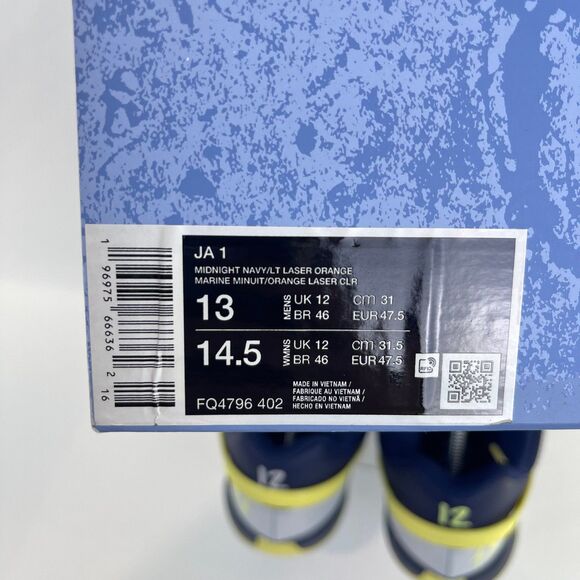 JA 1
MIDNIGHT NAVY/LT LASER ORANGE
MARINE MINUIT/ORANGE LASER CLR
13 MENS UK 12 cm 31
BR 46 EUR 47.5
14.5 WMNS UK 12 cm 31.5
BR 46 EUR 47.5
MADE IN VIETNAM /
FABRIQUE AU VIETNAM /
FABRICADO NO VIETNÃ /
HECHO EN VIETNAM
FQ4796 402
1 96975 66636 2 16
12
12